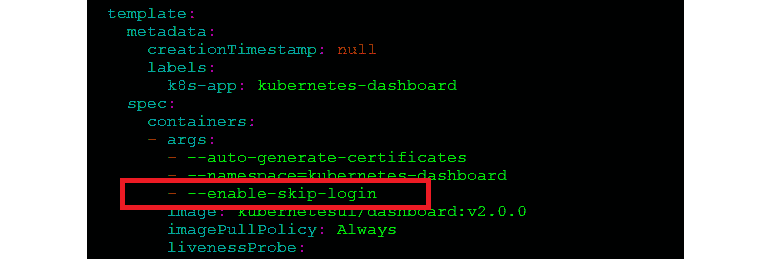 template:
metadata:
creationTimestamp: null
labels:
k8s-app: kubernetes-dashboard
spec:
containers:
- args:
- --auto-generate-certificates
- --namespace=kubernetes-dashboard
- --enable-skip-login
image: kubernetesui/dashboard:v2.0.0
imagePullPolicy: Always
livenessProbe: